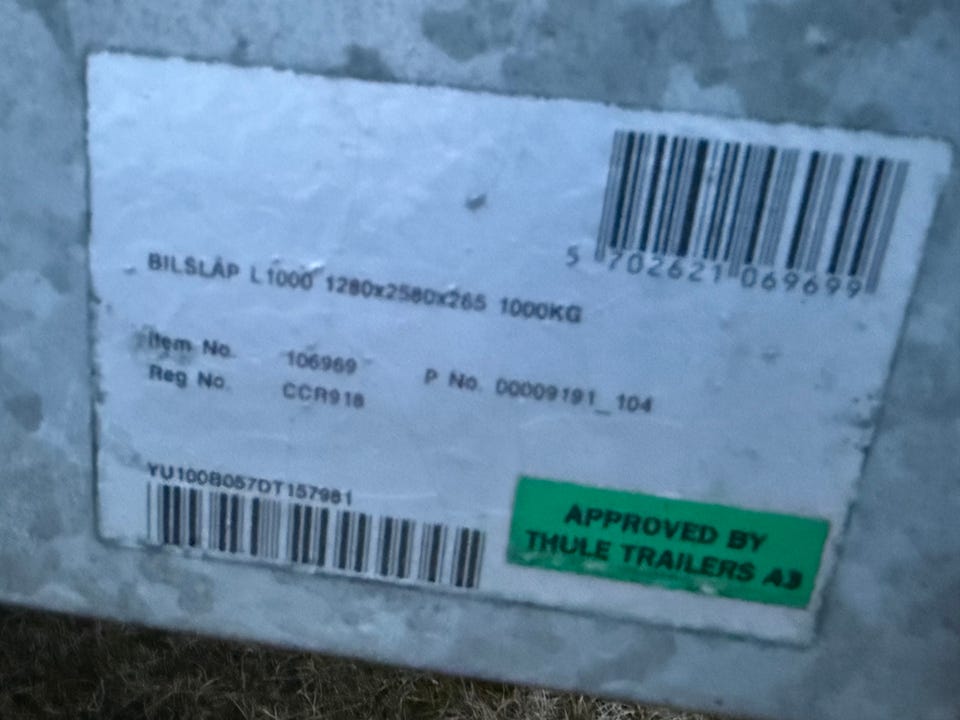 5 702621 069699
BILSLÄP L1000 1280x2580x265 1000KG
Item No. 106969 P No. 00009191_104
Reg No. CCR918
YU100B057DT157981
APPROVED BY
THULE TRAILERS AB